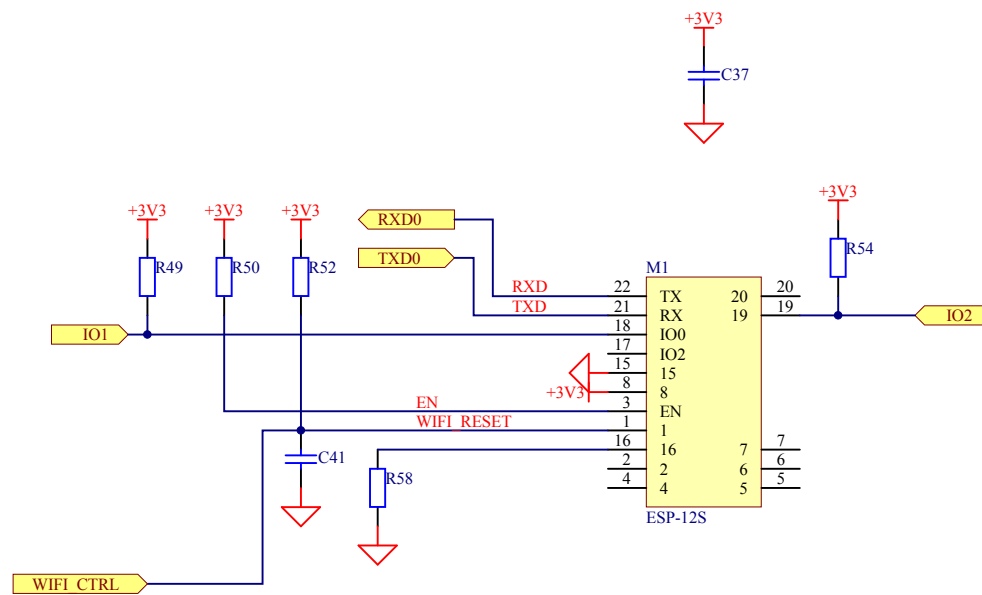 +3V3
C37
+3V3
+3V3
+3V3
+3V3
RXD0
R49
R50
R52
TXD0
R54
M1
RXD
22
TX
20
20
TXD
21
RX
19
19
IO2
IO1
18
IO0
17
IO2
15
15
+3V3
8
8
EN
3
EN
WIFI_RESET
1
1
16
16
7
7
C41
2
2
6
6
R58
4
4
5
5
ESP-12S
WIFI_CTRL